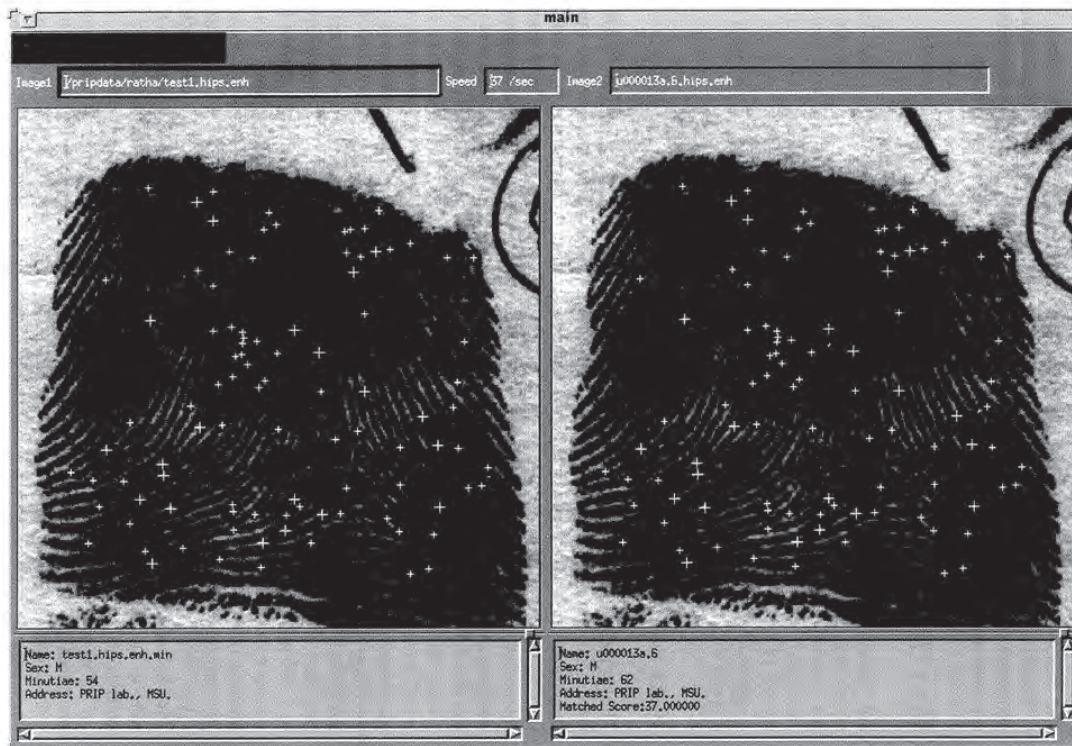 main
Image1 /pripdata/ratha/test1.hips.enh Speed 37 /sec Image2 u000013a.6.hips.enh
Name: test1.hips.enh.min
Sex: M
Minutiae: 54
Address: PRIP lab., MSU.
Name: u000013a.6
Sex: M
Minutiae: 62
Address: PRIP lab., MSU.
Matched Score:37.000000